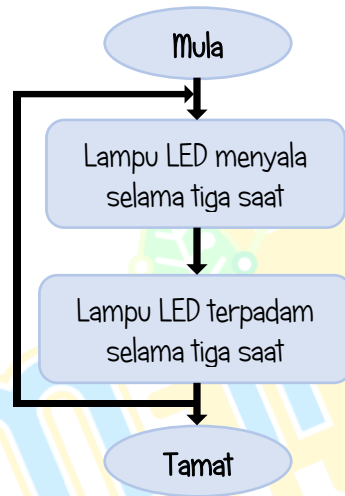 Mula
Lampu LED menyala
selama tiga saat
Lampu LED terpadam
selama tiga saat
Tamat